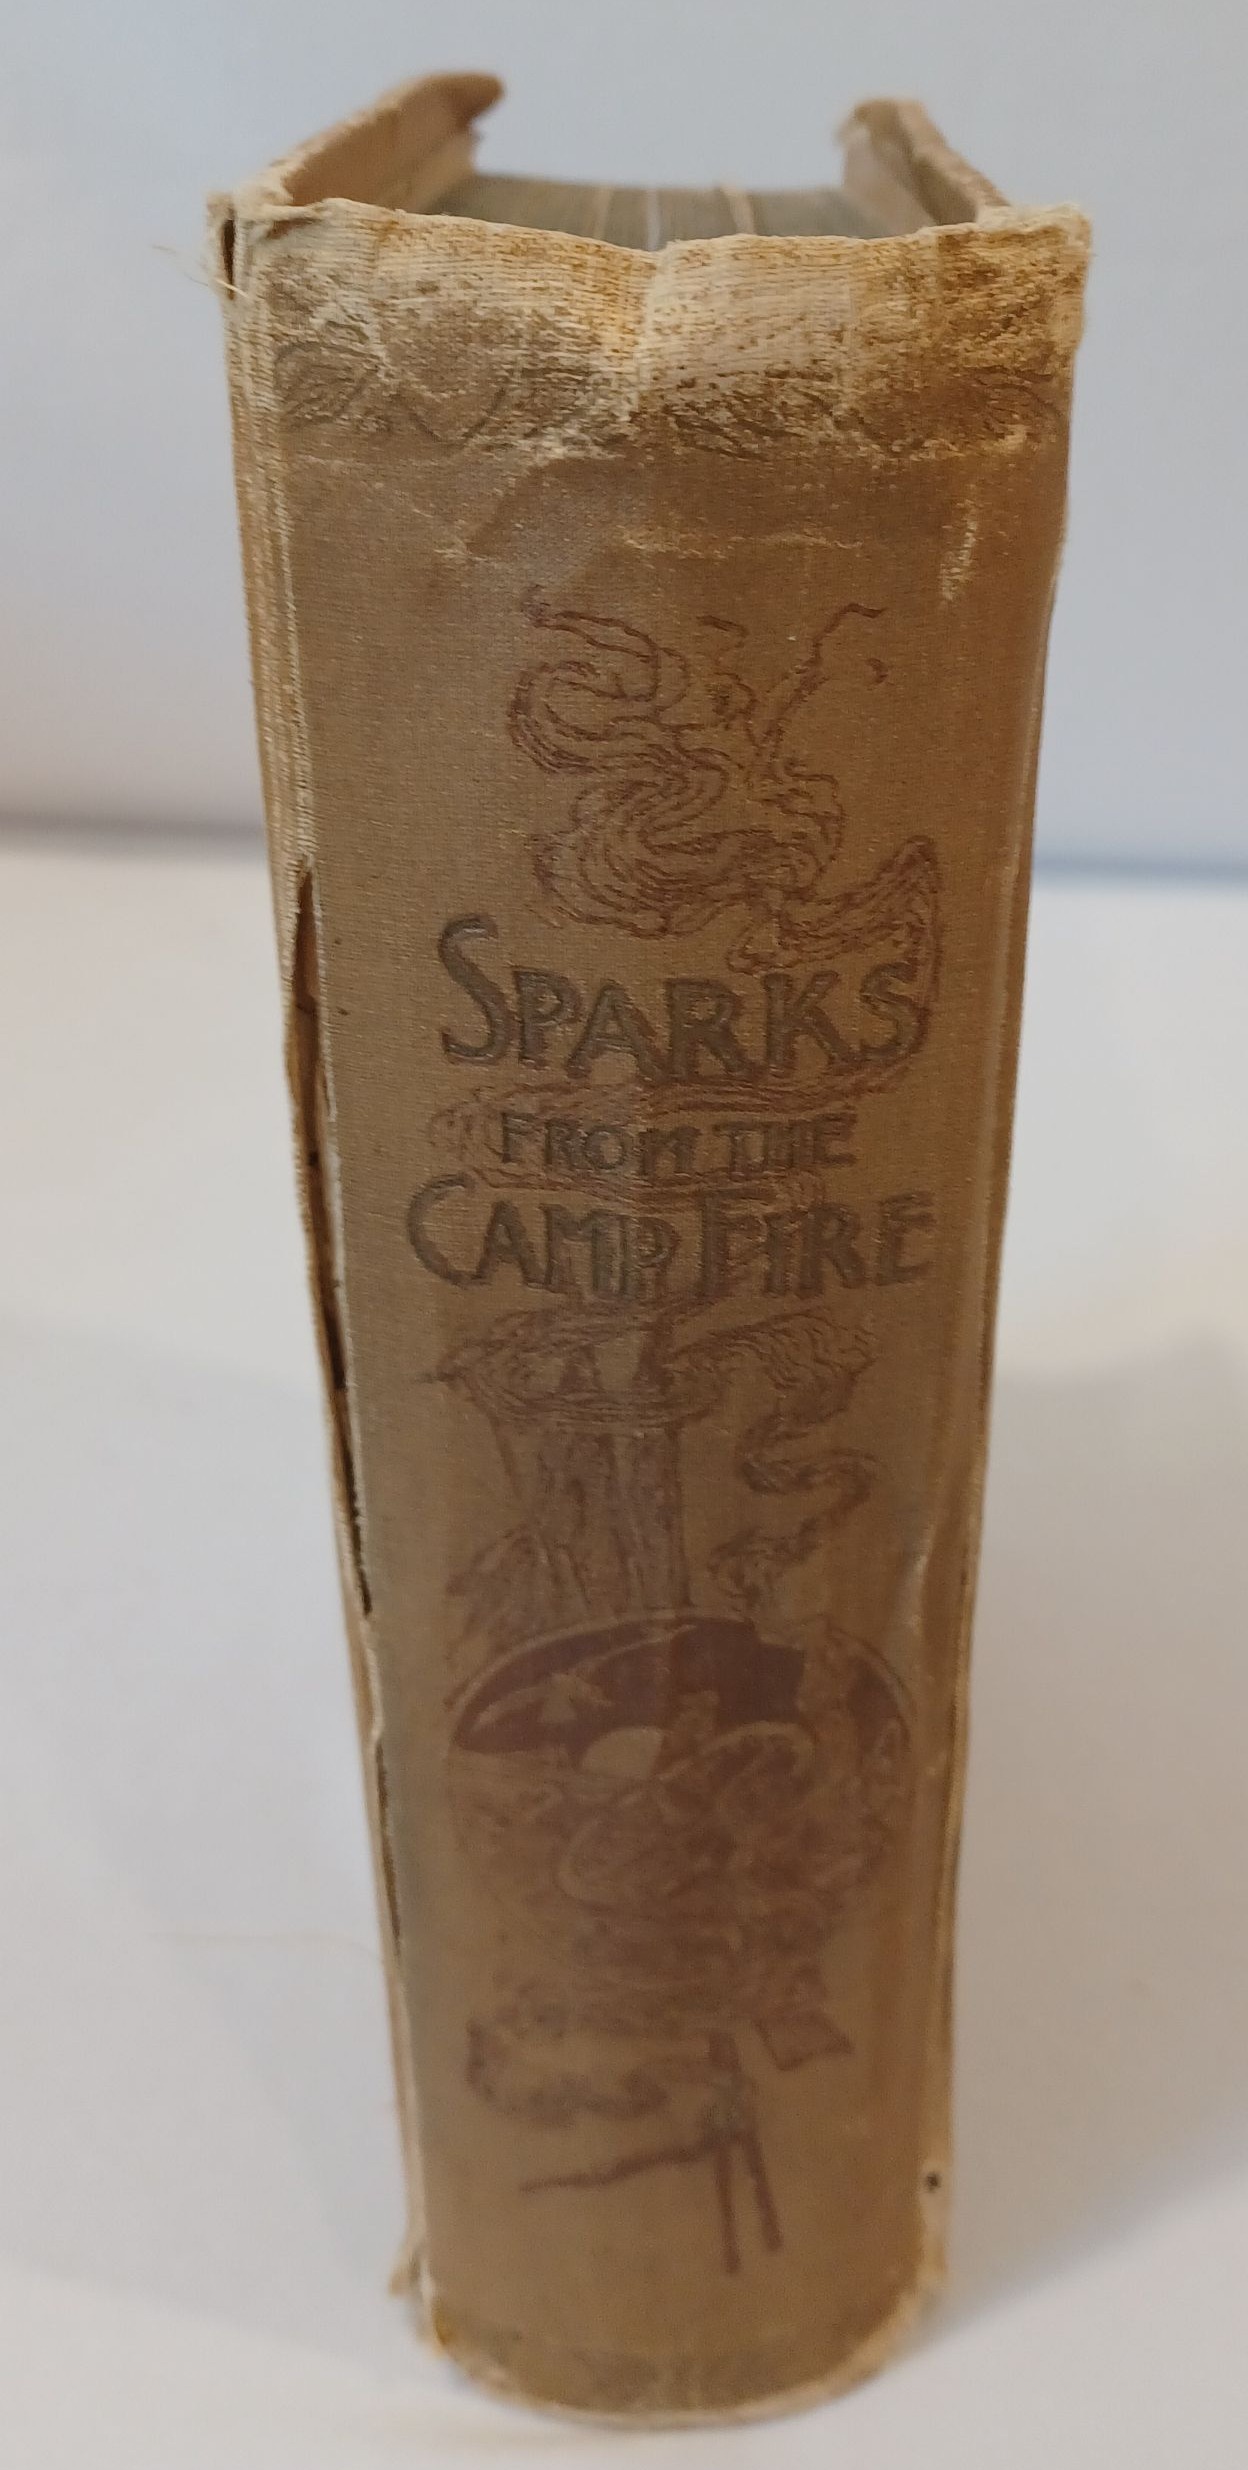 SPARKS
FROM THE
CAMP FIRE